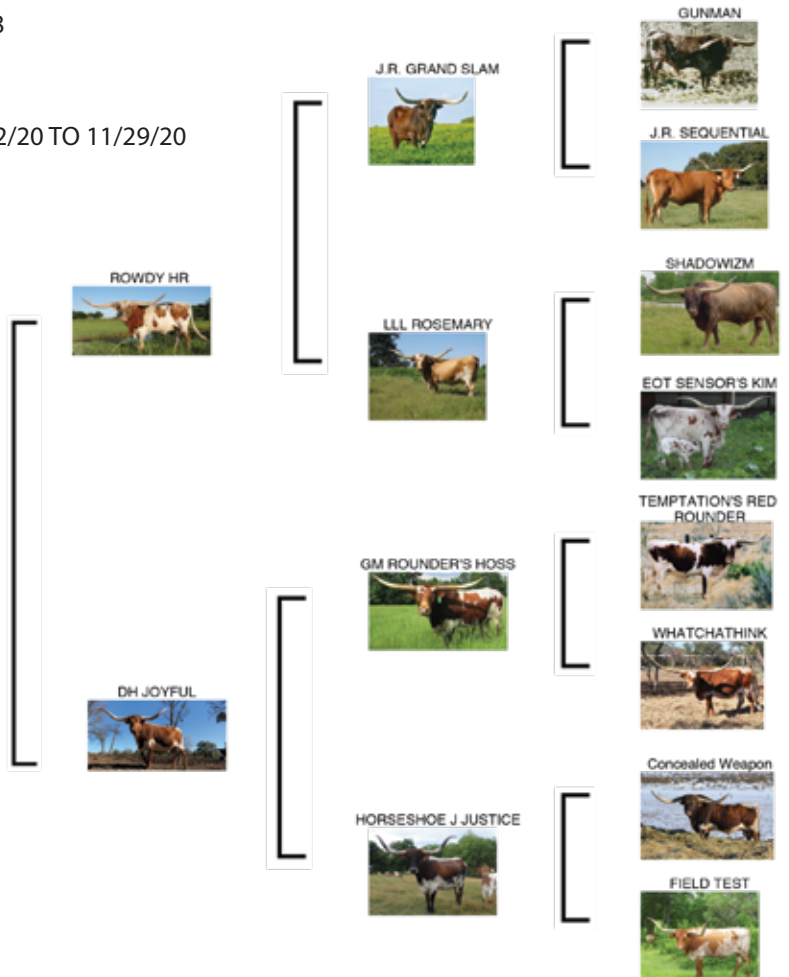 2/20 TO 11/29/20
ROWDY HR
DH JOYFUL
J.R. GRAND SLAM
LLL ROSEMARY
GM ROUNDER'S HOSS
HORSESHOE J JUSTICE
GUNMAN
J.R. SEQUENTIAL
SHADOWIZM
EOT SENSOR'S KIM
TEMPTATION'S RED
ROUNDER
WHATCHATHINK
Concealed Weapon
FIELD TEST